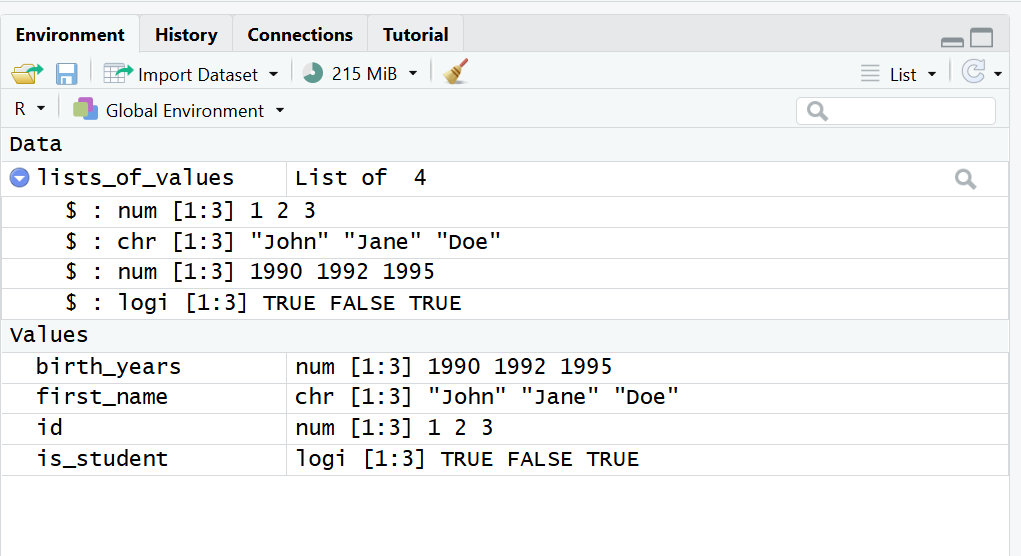 Environment History Connections Tutorial
Import Dataset 215 MiB List
R Global Environment
Data
lists_of_values List of  4
$ : num [1:3] 1 2 3
$ : chr [1:3] "John" "Jane" "Doe"
$ : num [1:3] 1990 1992 1995
$ : logi [1:3] TRUE FALSE TRUE
Values
birth_years num [1:3] 1990 1992 1995
first_name chr [1:3] "John" "Jane" "Doe"
id num [1:3] 1 2 3
is_student logi [1:3] TRUE FALSE TRUE